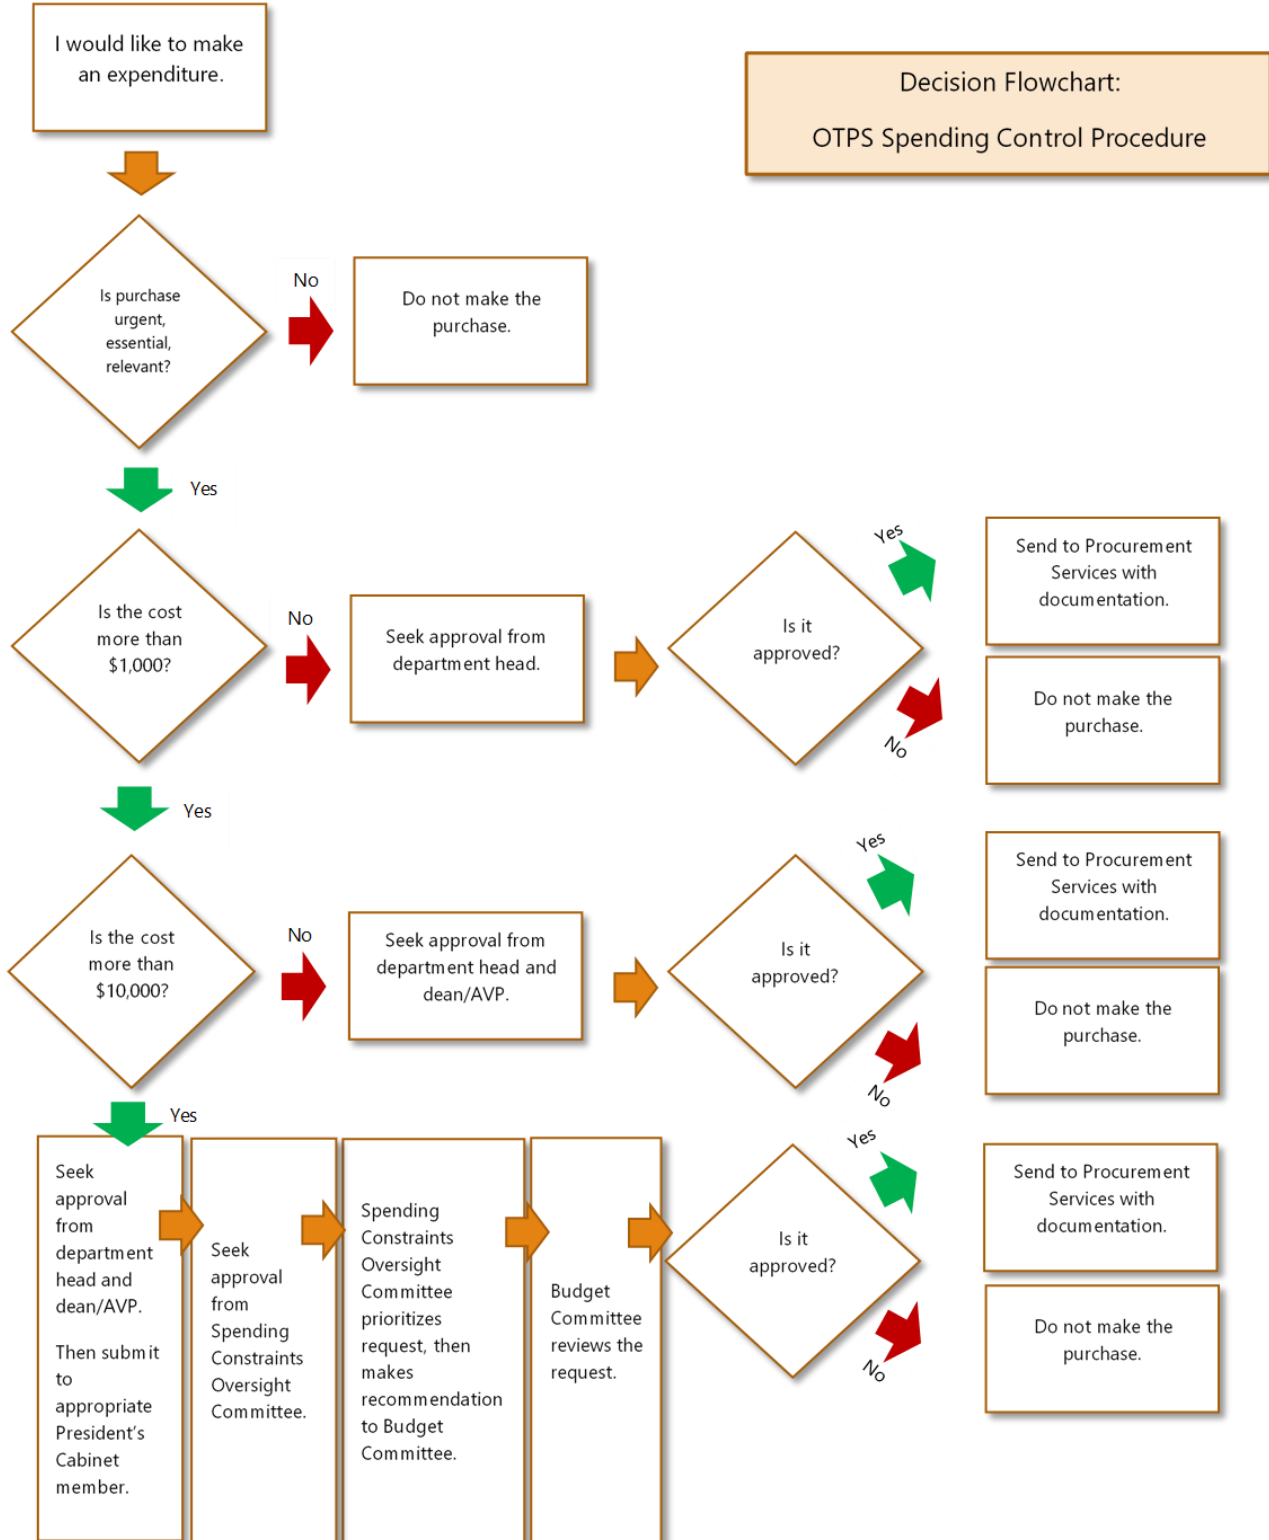 I would like to make
an expenditure.
Decision Flowchart:
OTPS Spending Control Procedure
Is purchase
urgent,
essential,
relevant?
No
Do not make the
purchase.
Yes
Is the cost
more than
$1,000?
No
Seek approval from
department head.
Is it
approved?
Yes
Send to Procurement
Services with
documentation.
No
Do not make the
purchase.
Yes
Is the cost
more than
$10,000?
No
Seek approval from
department head and
dean/AVP.
Is it
approved?
Yes
Send to Procurement
Services with
documentation.
No
Do not make the
purchase.
Yes
Seek
approval
from
department
head and
dean/AVP.
Then submit
to
appropriate
President’s
Cabinet
member.
Seek
approval
from
Spending
Constraints
Oversight
Committee.
Spending
Constraints
Oversight
Committee
prioritizes
request, then
makes
recommendation
to Budget
Committee.
Budget
Committee
reviews the
request.
Is it
approved?
Yes
Send to Procurement
Services with
documentation.
No
Do not make the
purchase.